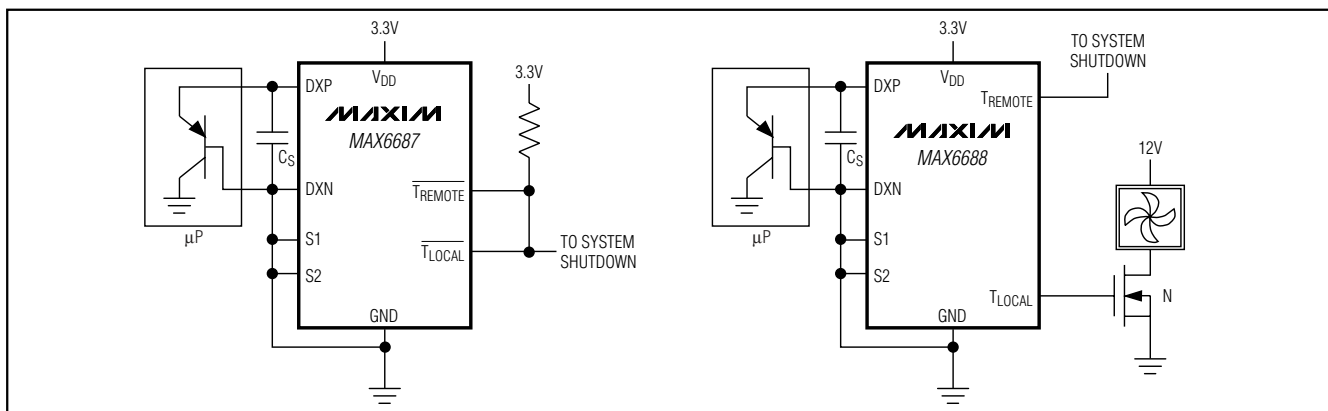 3.3V
VDD
DXP
MAXIM
MAX6687
3.3V
CS
DXN
TREMOTE
μP
S1
TLOCAL
TO SYSTEM
SHUTDOWN
S2
GND
3.3V
VDD
TO SYSTEM
SHUTDOWN
DXP
TREMOTE
MAXIM
MAX6688
12V
CS
DXN
μP
S1
S2
TLOCAL
N
GND